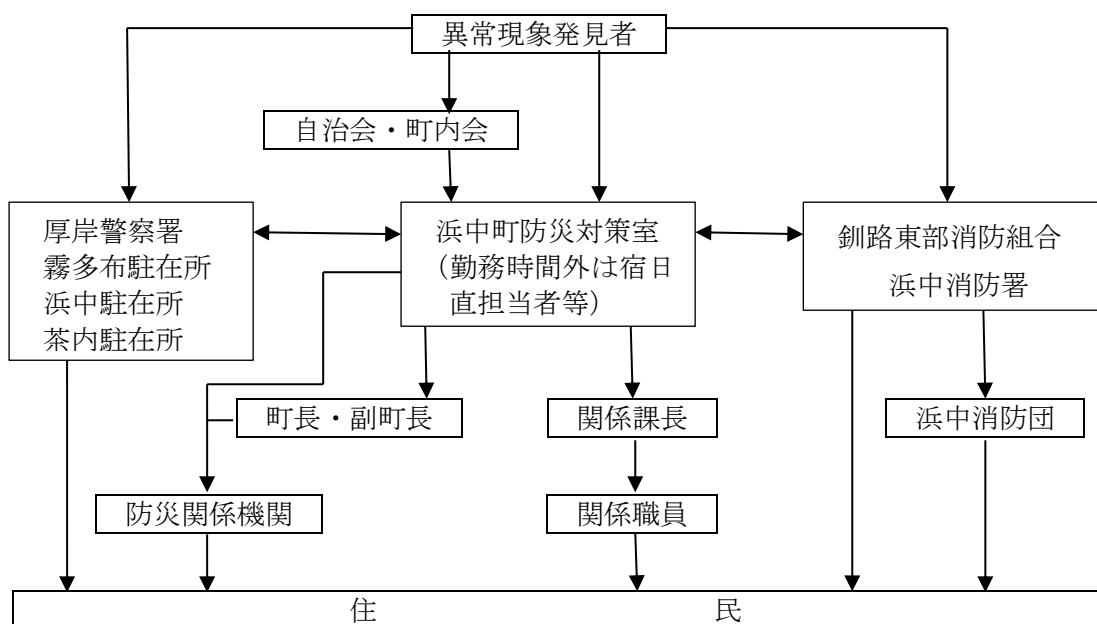 異常現象発見者
自治会・町内会
厚岸警察署
霧多布駐在所
浜中駐在所
茶内駐在所
浜中町防災対策室
（勤務時間外は宿日
直担当者等）
釧路東部消防組合
浜中消防署
町長・副町長
関係課長
浜中消防団
防災関係機関
関係職員
住　民